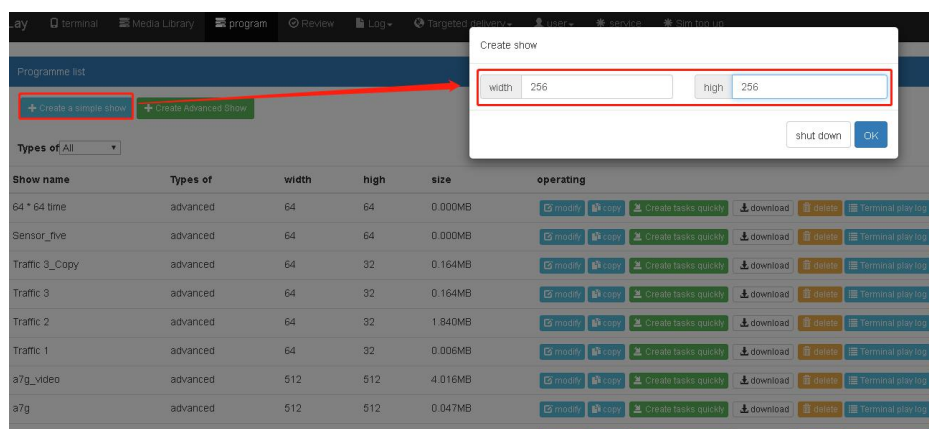 Lay terminal Media Library program Review Log Targeted delivery user service Sim top up
Create show
Programme list
width 256 high 256
Create a simple show Create Advanced Show
shut down OK
Types of All
Show name Types of width high size operating
64 * 64 time advanced 64 64 0.000MB modify copy Create tasks quickly download delete Terminal play log
Sensor_five advanced 64 64 0.000MB modify copy Create tasks quickly download delete Terminal play log
Traffic 3_Copy advanced 64 32 0.164MB modify copy Create tasks quickly download delete Terminal play log
Traffic 3 advanced 64 32 0.164MB modify copy Create tasks quickly download delete Terminal play log
Traffic 2 advanced 64 32 1.840MB modify copy Create tasks quickly download delete Terminal play log
Traffic 1 advanced 64 32 0.006MB modify copy Create tasks quickly download delete Terminal play log
a7g_video advanced 512 512 4.016MB modify copy Create tasks quickly download delete Terminal play log
a7g advanced 512 512 0.047MB modify copy Create tasks quickly download delete Terminal play log